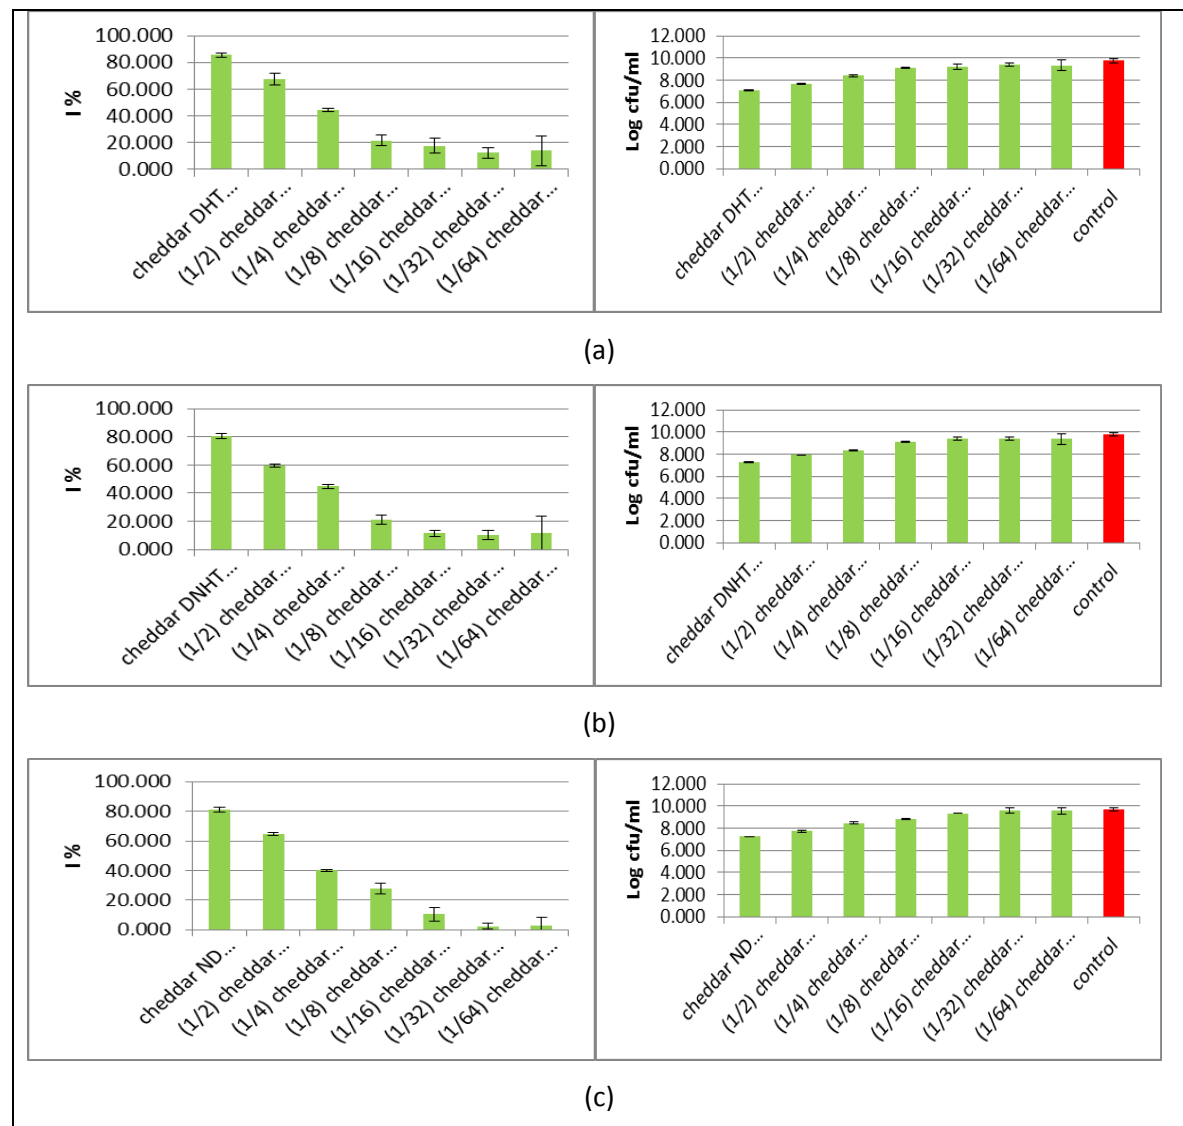 100.000
80.000
60.000
40.000
20.000
0.000
I %
cheddar DHT...
(1/2) cheddar...
(1/4) cheddar...
(1/8) cheddar...
(1/16) cheddar...
(1/32) cheddar...
(1/64) cheddar...
12.000
10.000
8.000
6.000
4.000
2.000
0.000
Log cfu/ml
cheddar DHT...
(1/2) cheddar...
(1/4) cheddar...
(1/8) cheddar...
(1/16) cheddar...
(1/32) cheddar...
(1/64) cheddar...
control
(a)
100.000
80.000
60.000
40.000
20.000
0.000
I %
cheddar DNHT...
(1/2) cheddar...
(1/4) cheddar...
(1/8) cheddar...
(1/16) cheddar...
(1/32) cheddar...
(1/64) cheddar...
12.000
10.000
8.000
6.000
4.000
2.000
0.000
Log cfu/ml
cheddar DNHT...
(1/2) cheddar...
(1/4) cheddar...
(1/8) cheddar...
(1/16) cheddar...
(1/32) cheddar...
(1/64) cheddar...
control
(b)
100.000
80.000
60.000
40.000
20.000
0.000
I %
cheddar ND...
(1/2) cheddar...
(1/4) cheddar...
(1/8) cheddar...
(1/16) cheddar...
(1/32) cheddar...
(1/64) cheddar...
12.000
10.000
8.000
6.000
4.000
2.000
0.000
Log cfu/ml
cheddar ND...
(1/2) cheddar...
(1/4) cheddar...
(1/8) cheddar...
(1/16) cheddar...
(1/32) cheddar...
(1/64) cheddar...
control
(c)